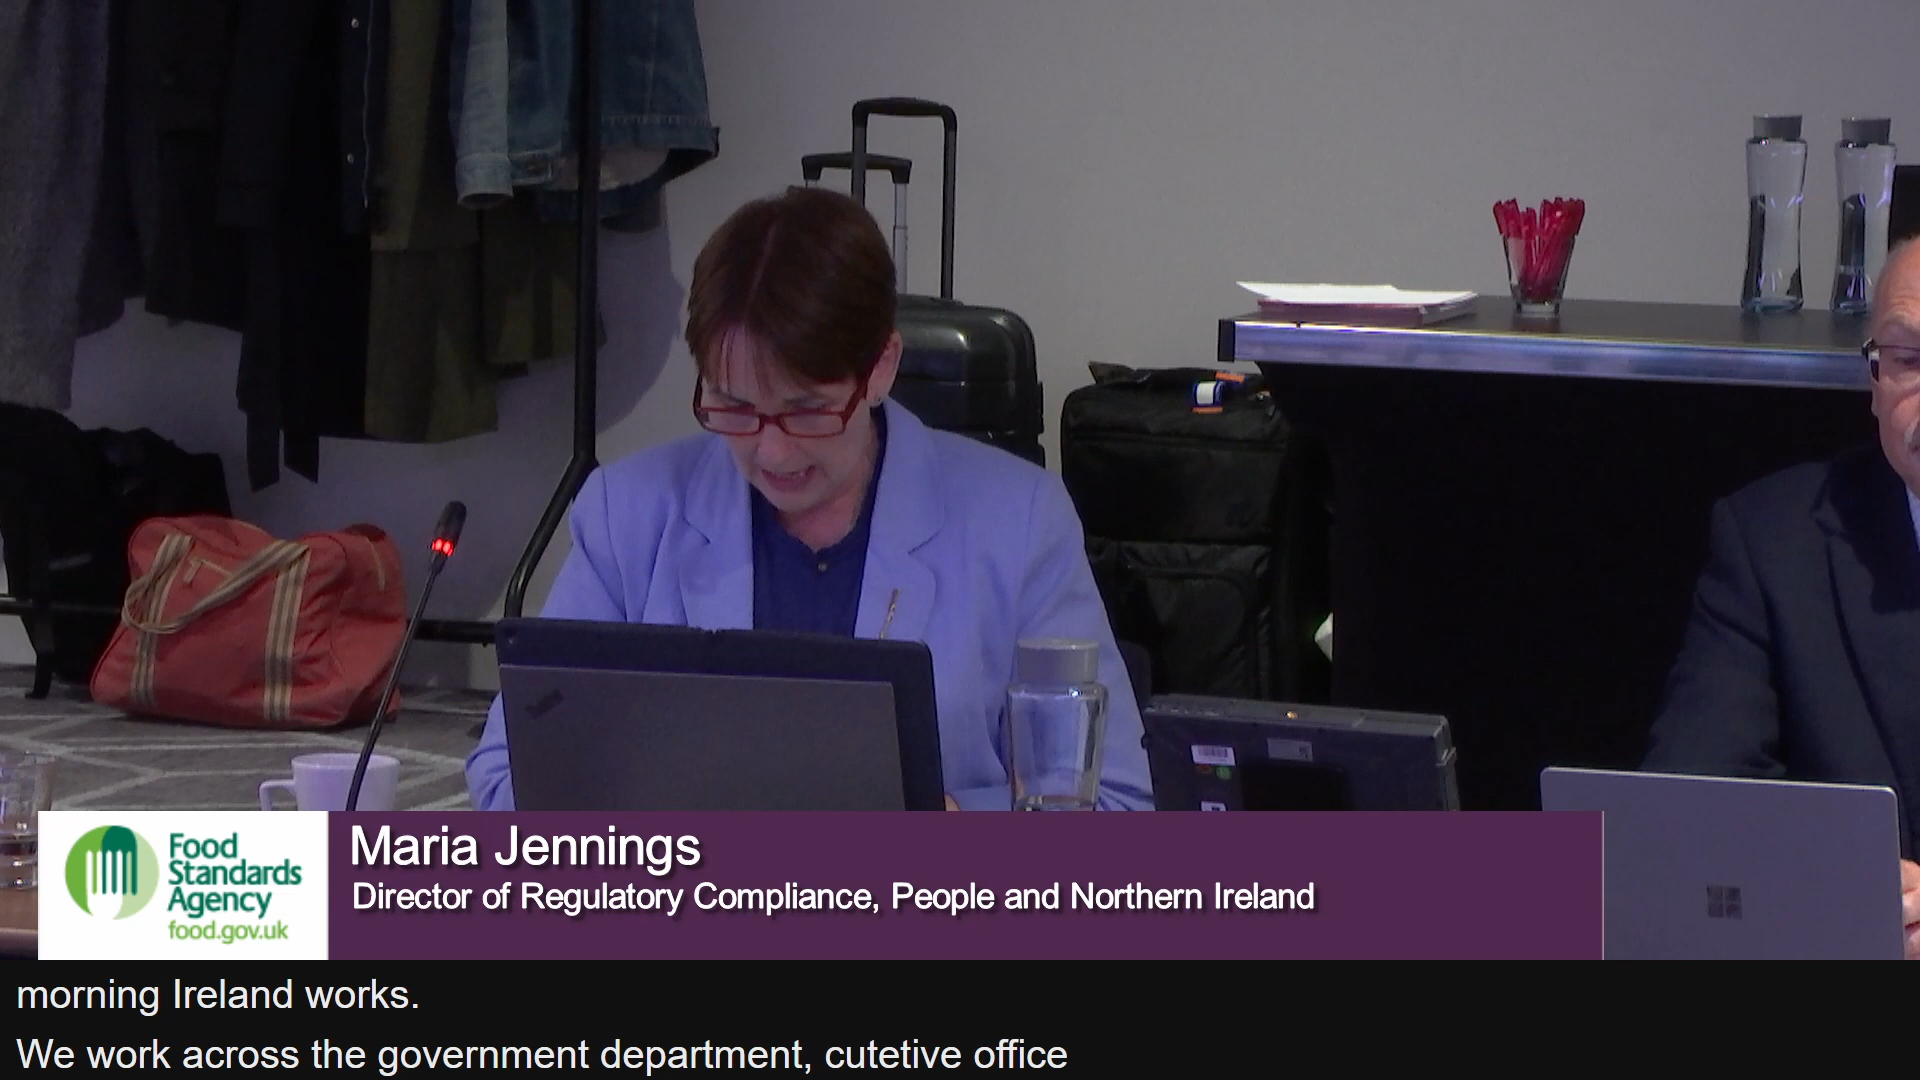 Food
Standards
Agency
food.gov.uk
Maria Jennings
Director of Regulatory Compliance, People and Northern Ireland
morning Ireland works.
We work across the government department, cutetive office